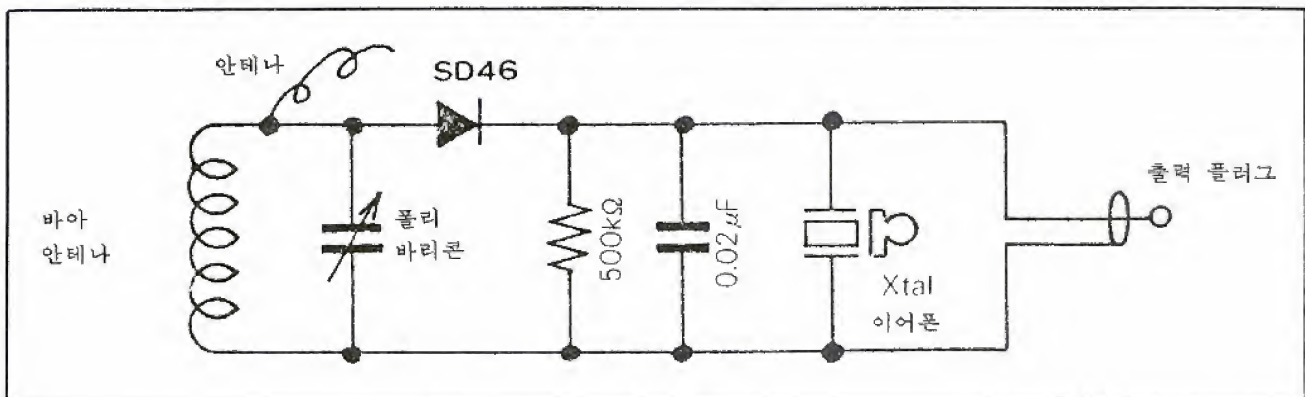 안테나
SD46
바아
안테나
폴리
바리콘
500kΩ
0.02μF
Xtal
이어폰
출력 플러그